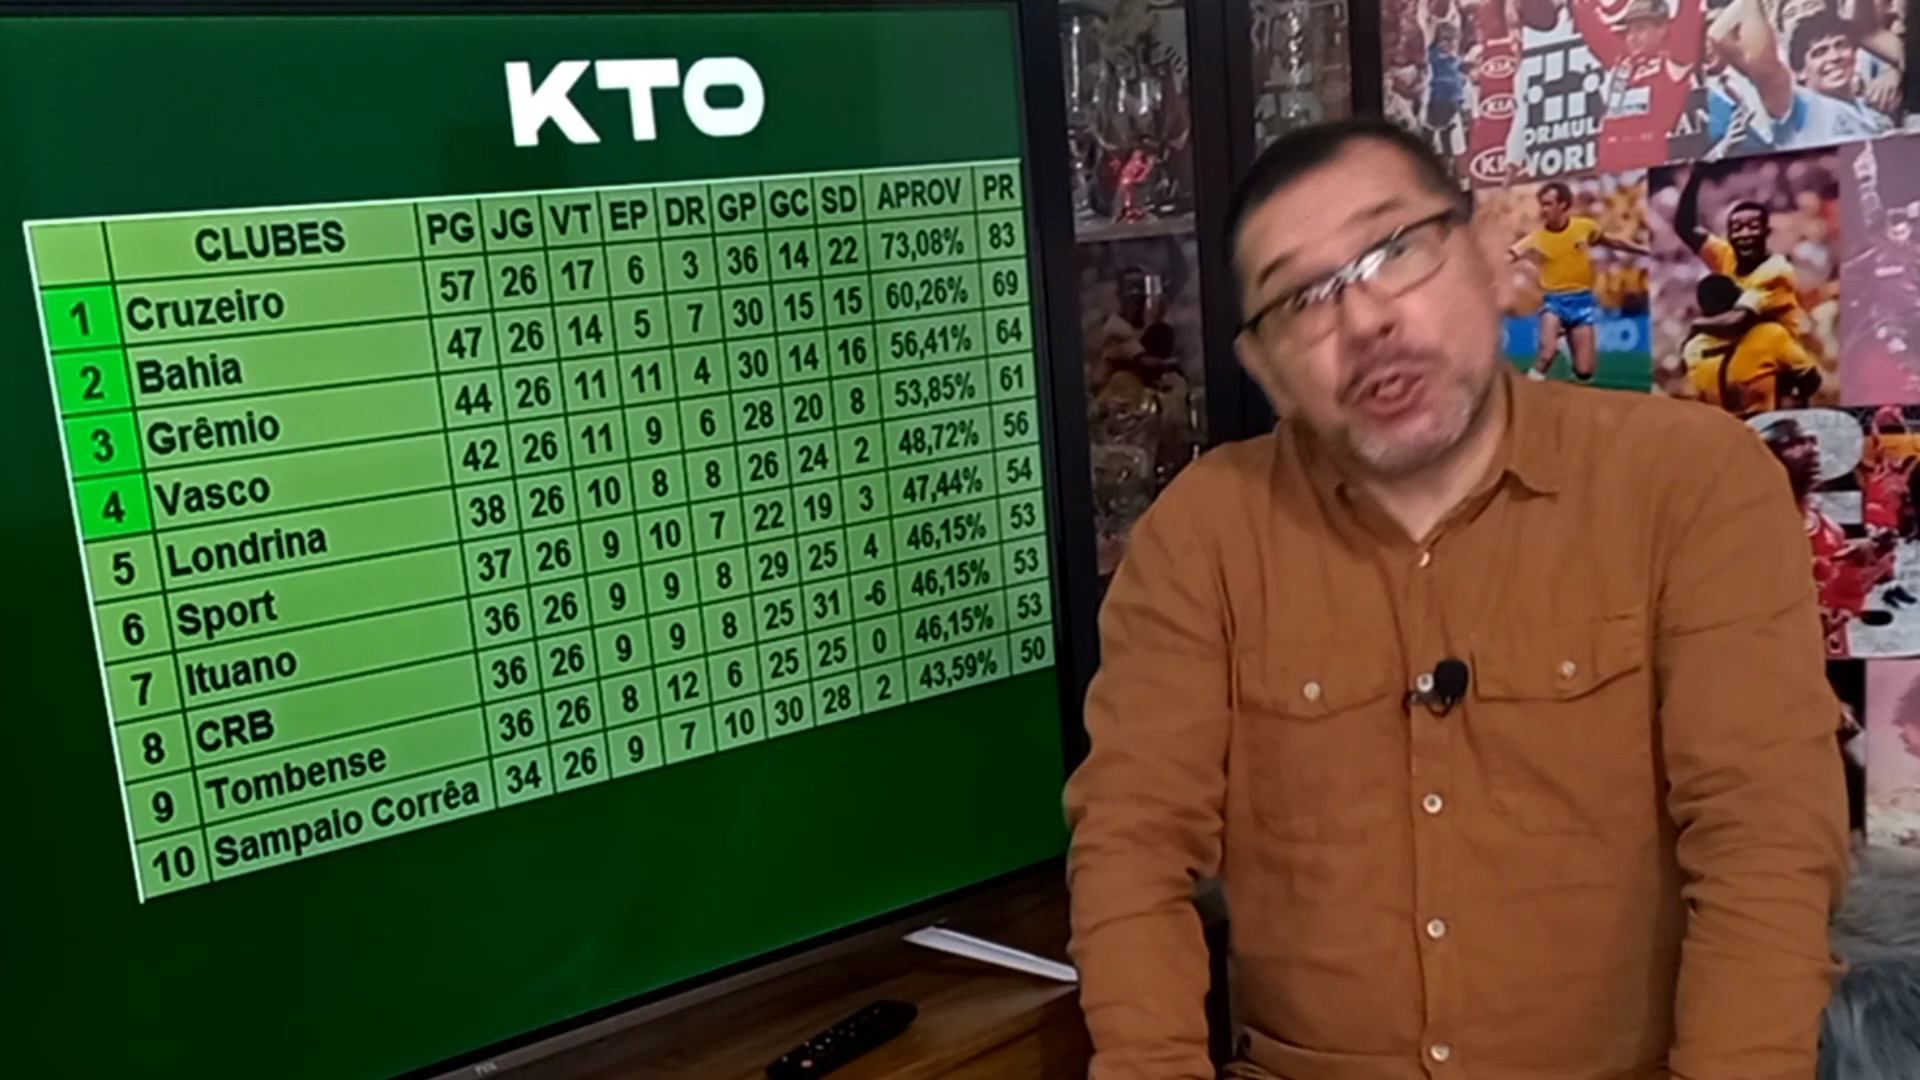 KTO
CLUBES PG JG VT EP DR GP GC SD APROV PR
1 Cruzeiro 57 26 17 6 3 36 14 22 73,08% 83
2 Bahia 47 26 14 5 7 30 15 15 60,26% 69
3 Grêmio 44 26 11 11 4 30 14 16 56,41% 64
4 Vasco 42 26 11 9 6 28 20 8 53,85% 61
5 Londrina 38 26 10 8 8 26 24 2 48,72% 56
6 Sport 37 26 9 10 7 22 19 3 47,44% 54
7 Ituano 36 26 9 9 8 29 25 4 46,15% 53
8 CRB 36 26 9 9 8 25 31 -6 46,15% 53
9 Tombense 36 26 8 12 6 25 25 0 46,15% 53
10 Sampaio Corrêa 34 26 9 7 10 30 28 2 43,59% 50
KIA
KIA
KIA